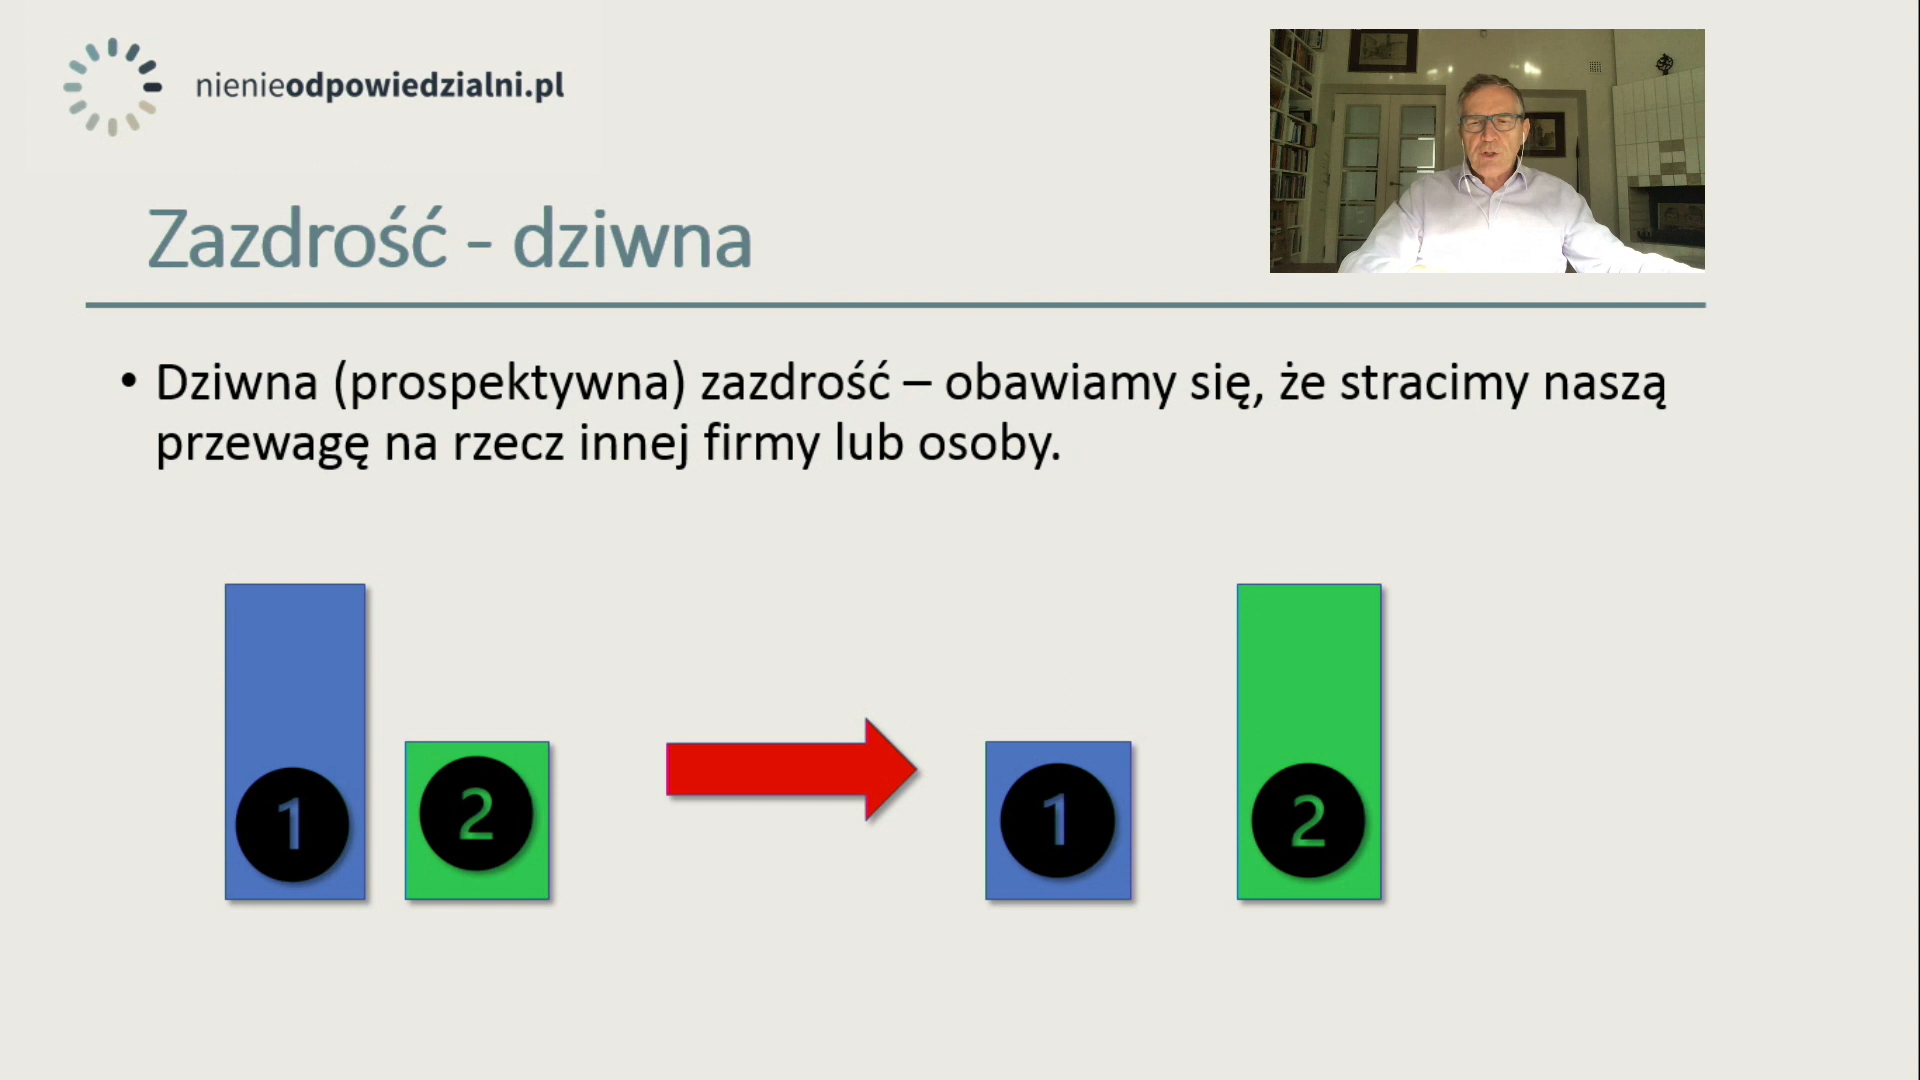 nienieodpowiedzialni.pl
Zazdrość - dziwna
• Dziwna (prospektywna) zazdrość – obawiamy się, że stracimy naszą
przewagę na rzecz innej firmy lub osoby.
1
2
1
2